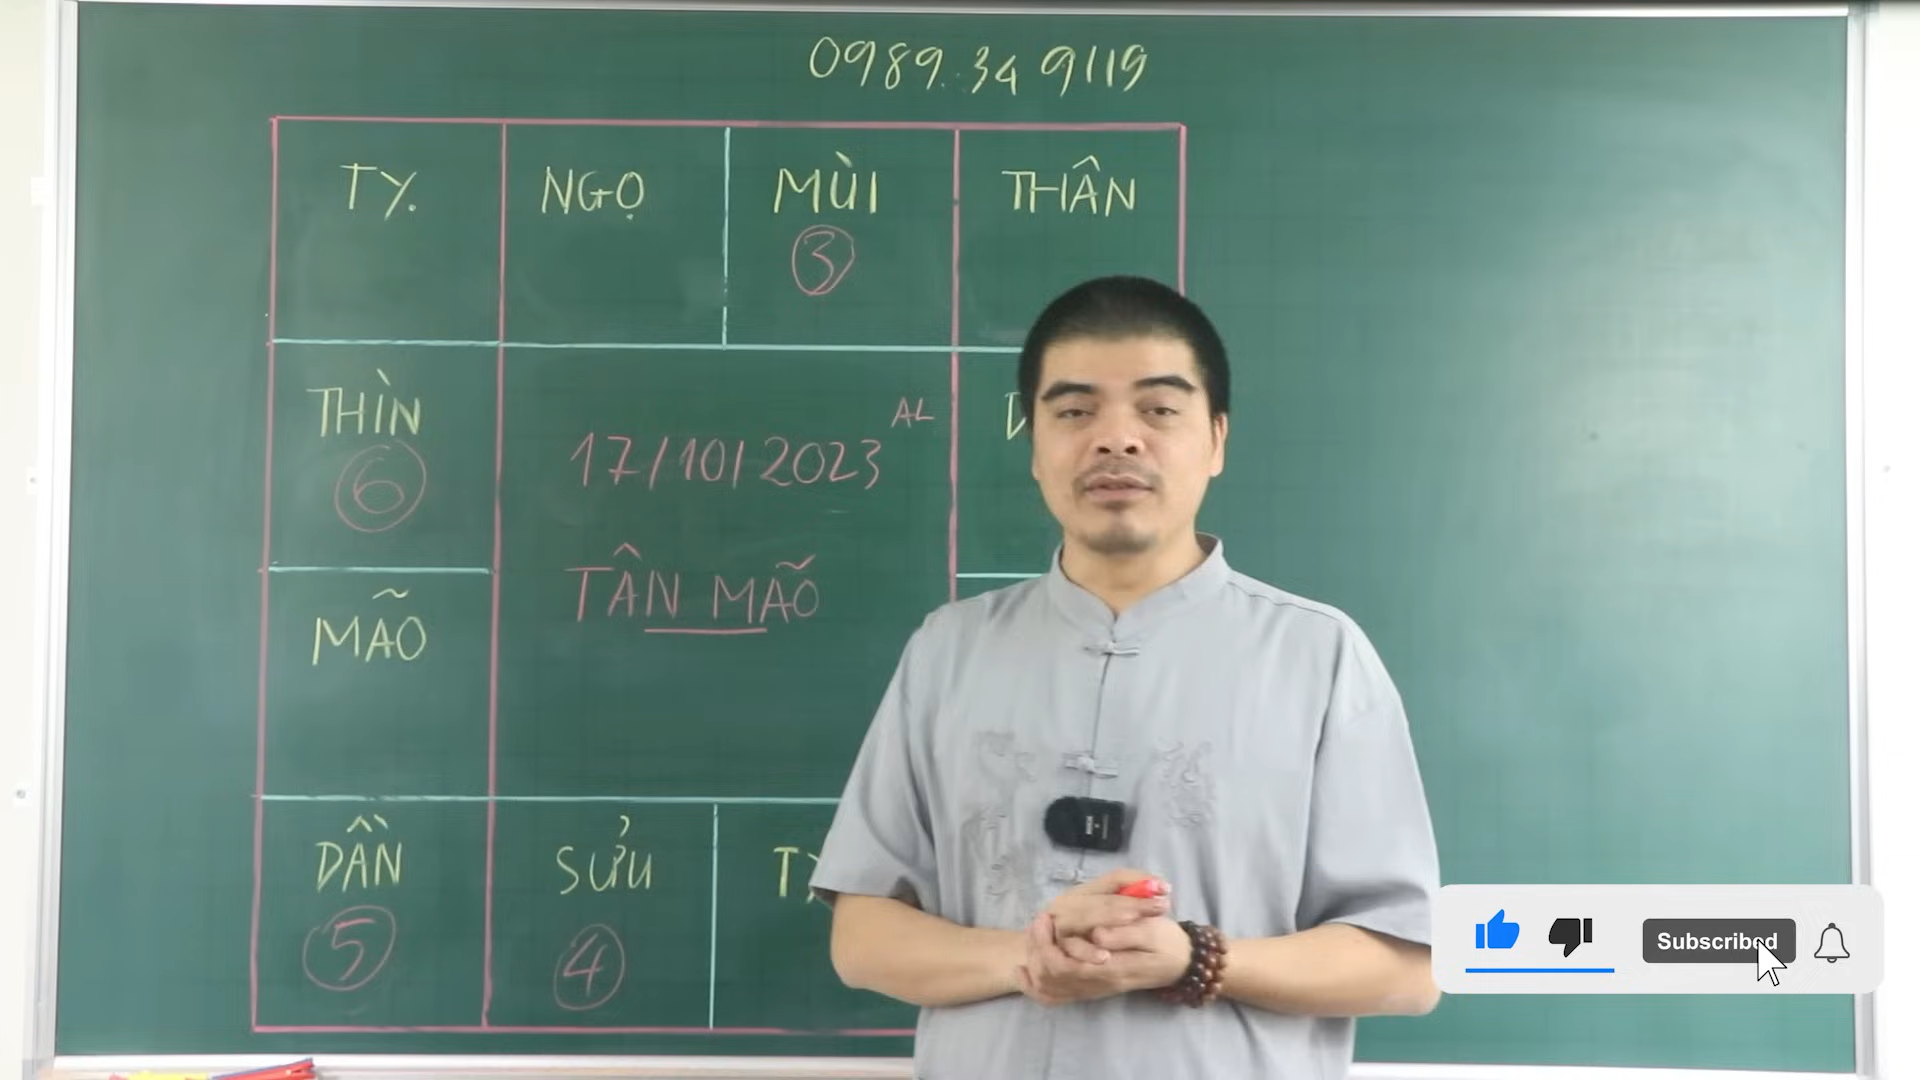 0989.34 9119
TỴ NGỌ MÙI THÂN
3
THÌN
6
17/10/2023 AL
TÂN MÃO
MÃO
DẦN SỬU
5 4
Subscribed